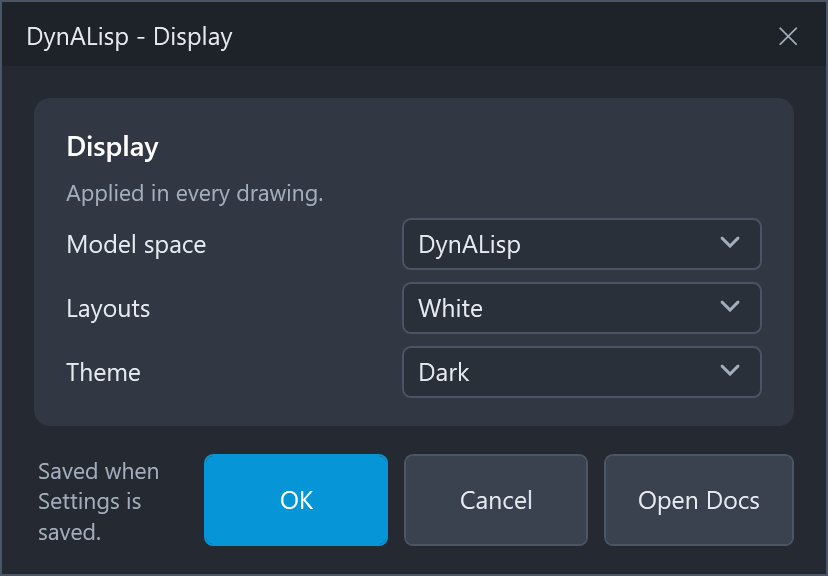 DynALisp - Display
Display
Applied in every drawing.
Model space
DynALisp
Layouts
White
Theme
Dark
Saved when
Settings is
saved.
OK
Cancel
Open Docs